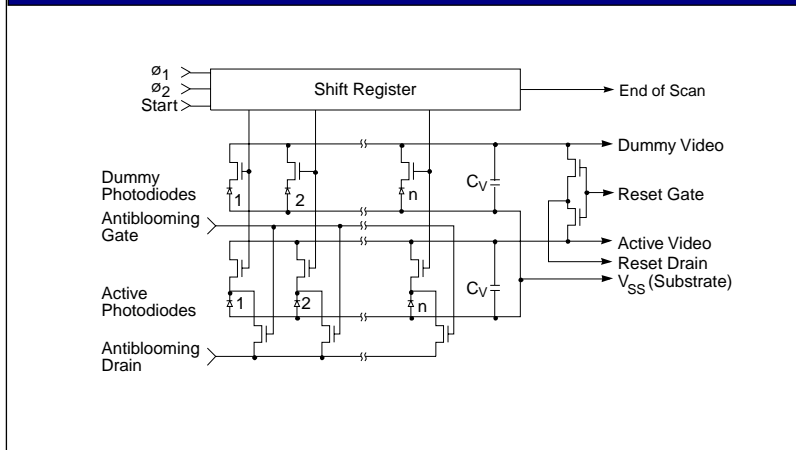 ø1
ø2
Start
Shift Register
End of Scan
Dummy Video
Dummy
Photodiodes
1
2
n
CV
Reset Gate
Antiblooming
Gate
Active Video
Reset Drain
VSS (Substrate)
Active
Photodiodes
1
2
n
CV
Antiblooming
Drain